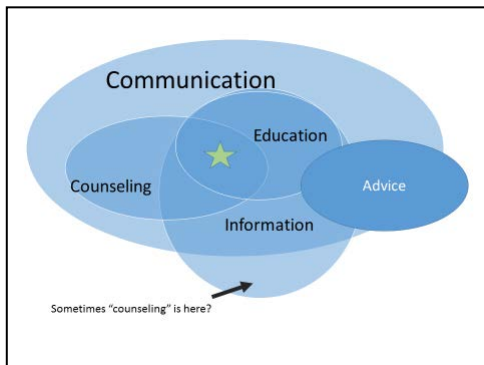 Communication
Education
Counseling
Advice
Information
Sometimes “counseling” is here?